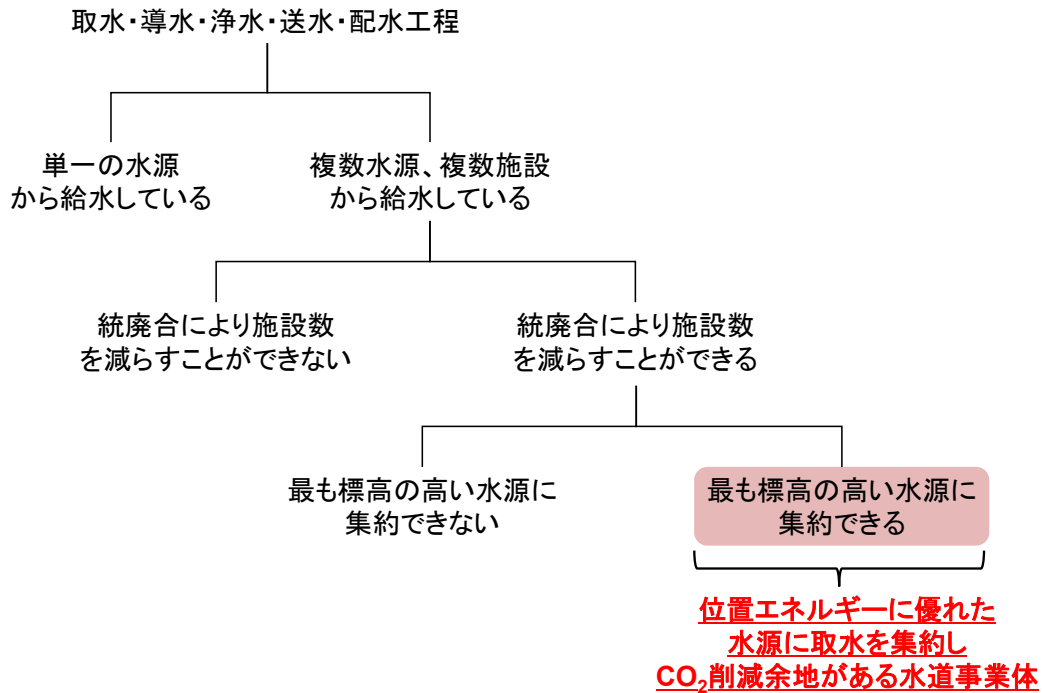 取水・導水・浄水・送水・配水工程
単一の水源
から給水している
複数水源、複数施設
から給水している
統廃合により施設数
を減らすことができない
統廃合により施設数
を減らすことができる
最も標高の高い水源に
集約できない
最も標高の高い水源に
集約できる
位置エネルギーに優れた
水源に取水を集約し
CO₂削減余地がある水道事業体